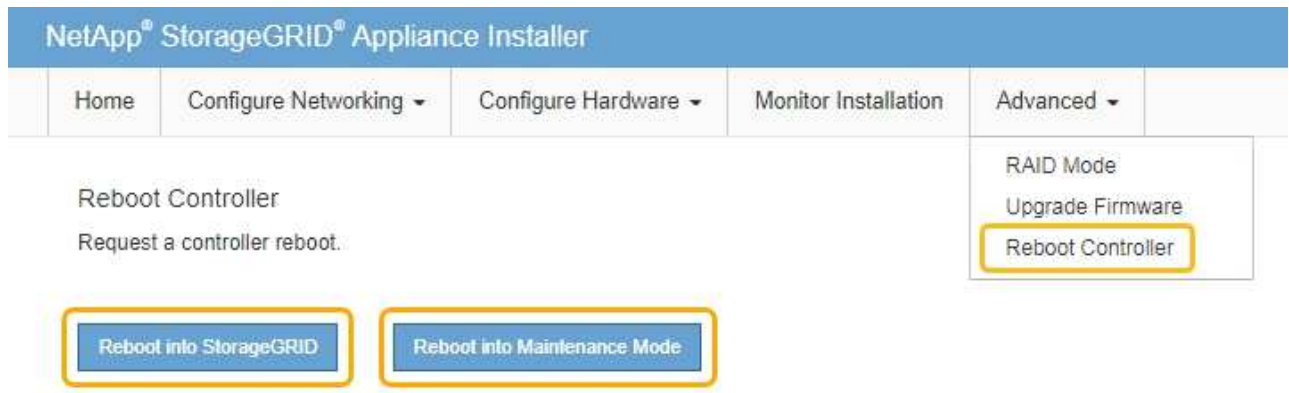 NetApp® StorageGRID® Appliance Installer
Home Configure Networking Configure Hardware Monitor Installation Advanced
RAID Mode
Upgrade Firmware
Reboot Controller
Reboot Controller
Request a controller reboot.
Reboot into StorageGRID Reboot into Maintenance Mode